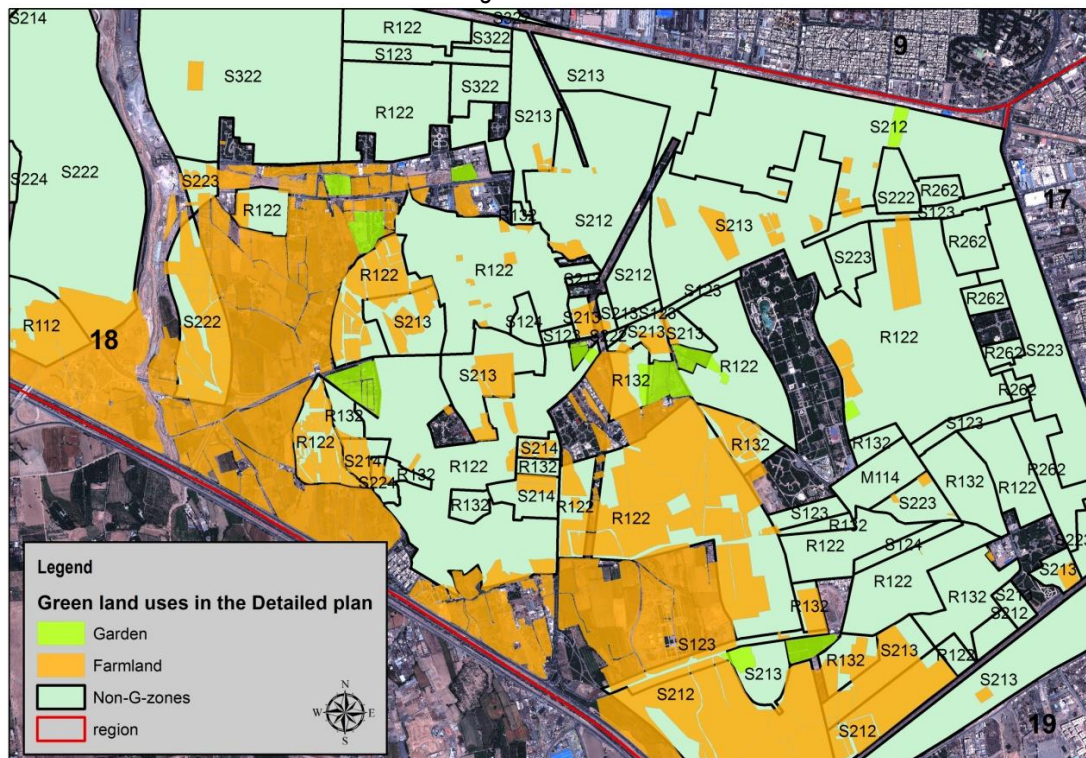 S214
S322
R122
S322
S123
9
S322
S322
S213
R122
S213
S212
S224
S222
S223
S222
R262
17
R122
R132
S123
S212
S213
R262
R122
R122
S212
S223
S212
S123
R262
R112
S222
S213
S124
S213
S213
S123
S123
S213
S213
R122
S223
18
S213
R122
R262
R132
R262
R132
S123
R122
R132
R132
S214
S214
R132
R122
R132
M114
R132
R262
S224
S214
R122
S223
R122
R132
R122
S123
R132
R122
S124
S223
R122
S213
R132
R132
S213
S212
S123
S213
R132
R122
S213
S212
S213
S212
19
Legend
Green land uses in the Detailed plan
Garden
Farmland
Non-G-zones
region
N
W
E
S